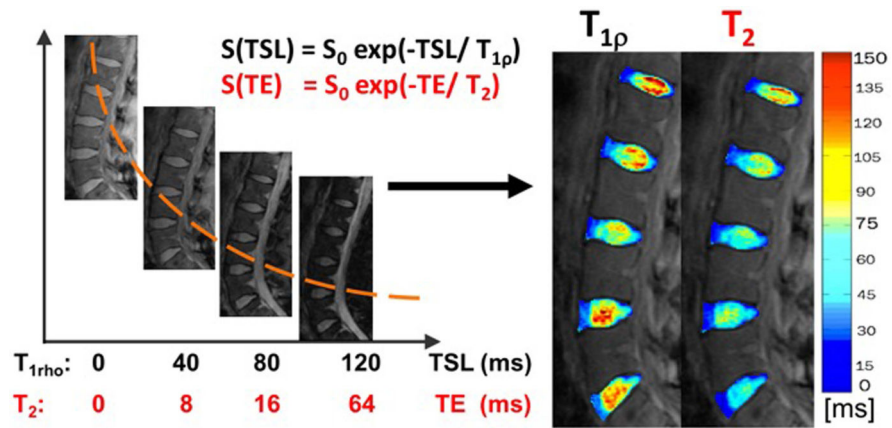 S(TSL) = S₀ exp(-TSL/ T₁ρ)
S(TE) = S₀ exp(-TE/ T₂)
T₁rho: 0 40 80 120 TSL (ms)
T₂: 0 8 16 64 TE (ms)
T₁ρ T₂
150
135
120
105
90
75
60
45
30
15
0
[ms]